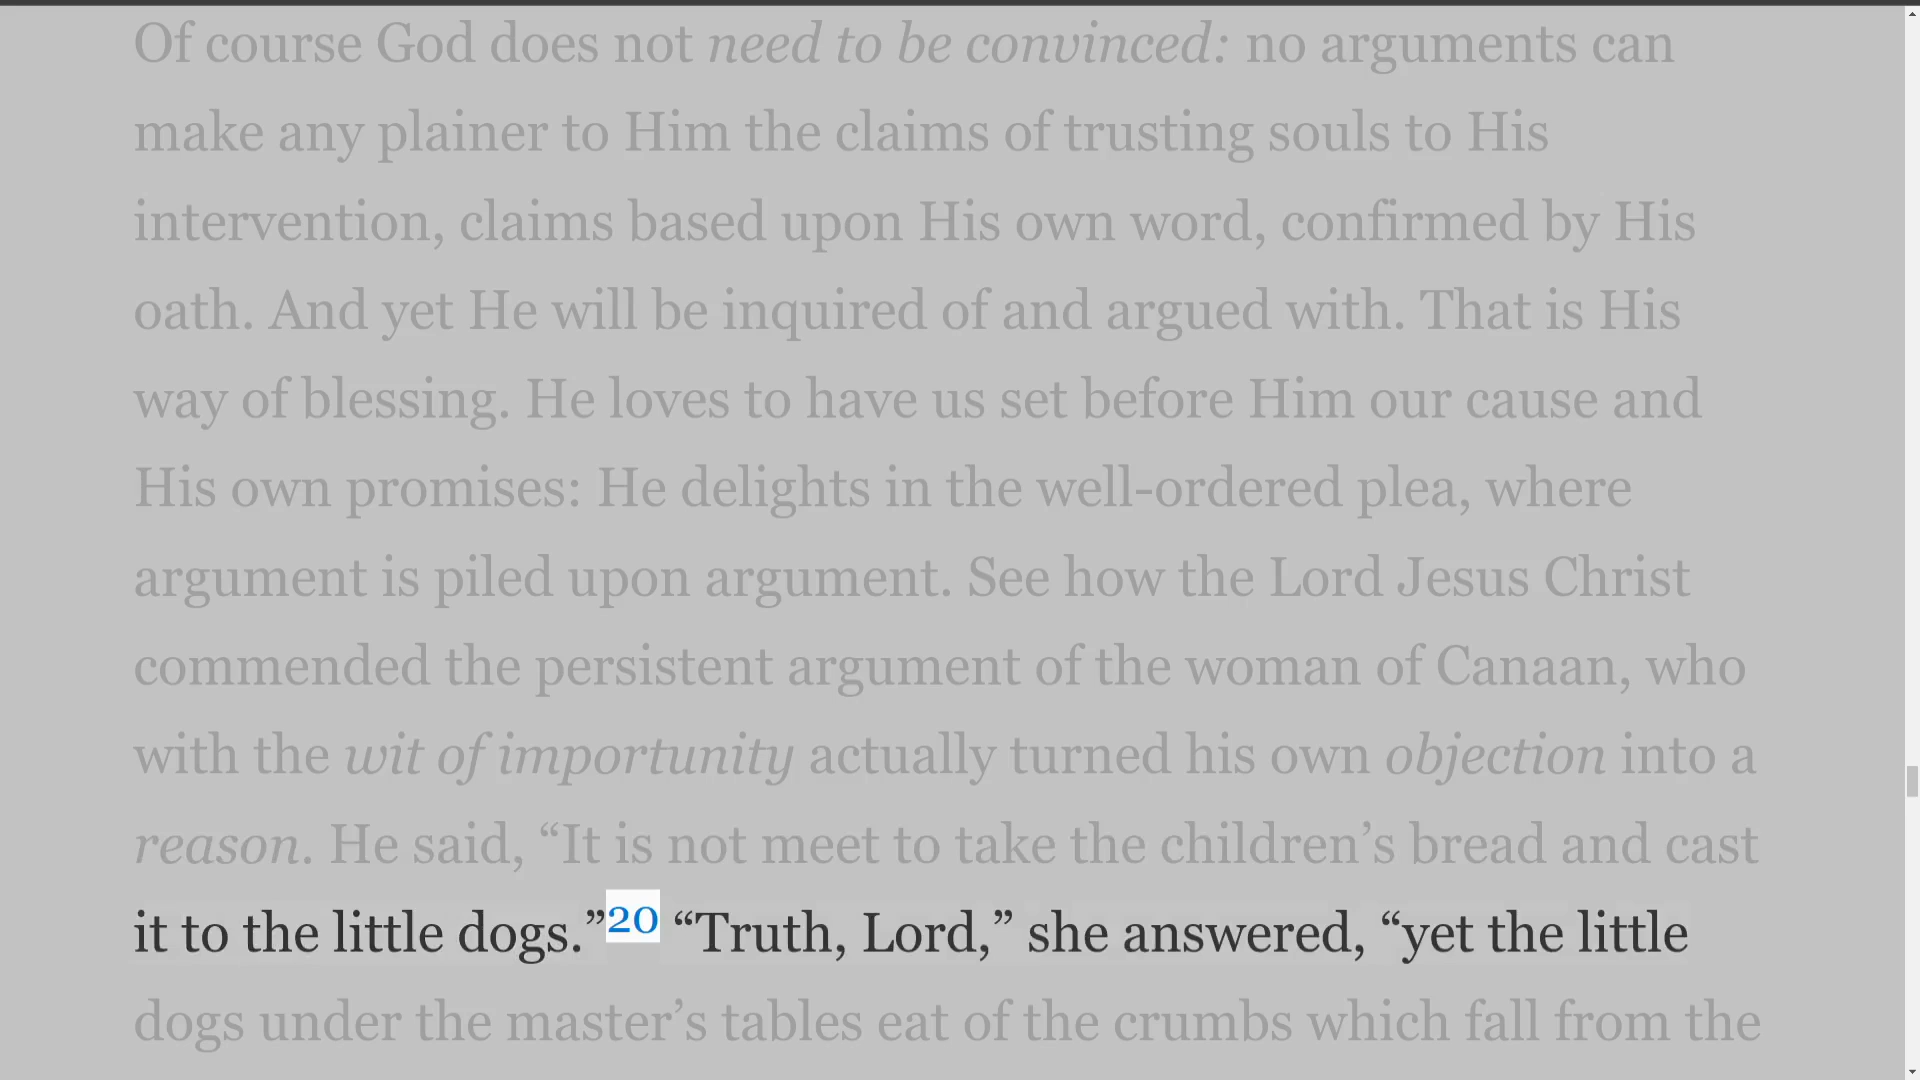 Of course God does not need to be convinced: no arguments can
make any plainer to Him the claims of trusting souls to His
intervention, claims based upon His own word, confirmed by His
oath. And yet He will be inquired of and argued with. That is His
way of blessing. He loves to have us set before Him our cause and
His own promises: He delights in the well-ordered plea, where
argument is piled upon argument. See how the Lord Jesus Christ
commended the persistent argument of the woman of Canaan, who
with the wit of importunity actually turned his own objection into a
reason. He said, “It is not meet to take the children’s bread and cast
it to the little dogs.”20 “Truth, Lord,” she answered, “yet the little
dogs under the master’s tables eat of the crumbs which fall from the